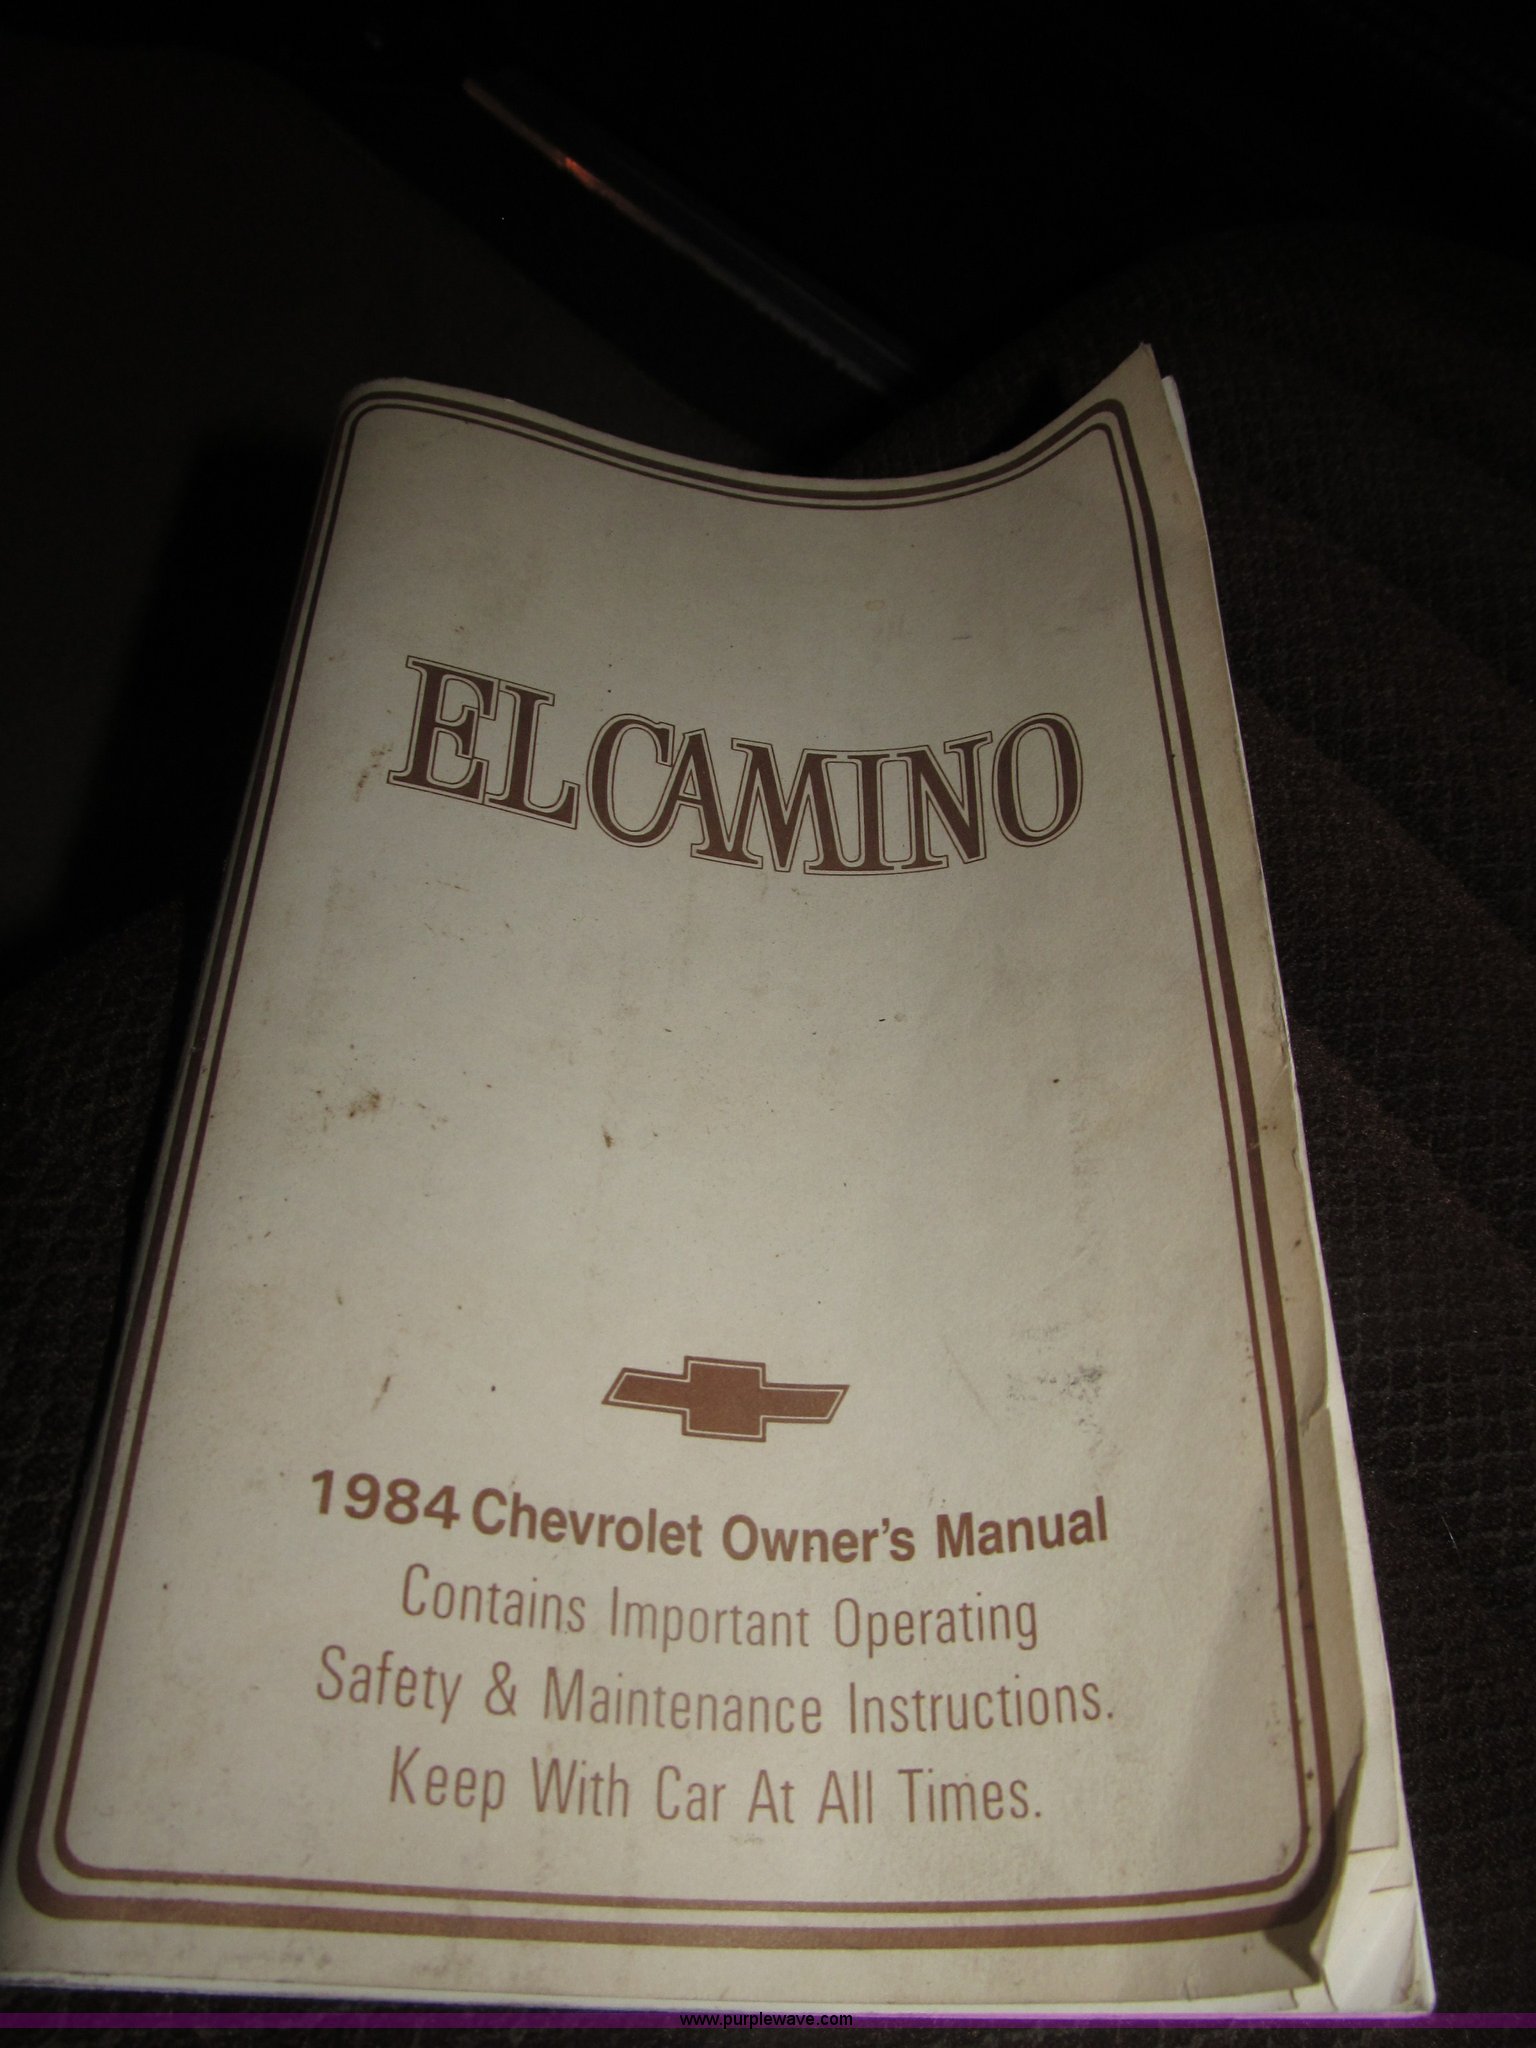 EL CAMINO
1984 Chevrolet Owner's Manual
Contains Important Operating
Safety & Maintenance Instructions.
Keep With Car At All Times.
www.purplewave.com